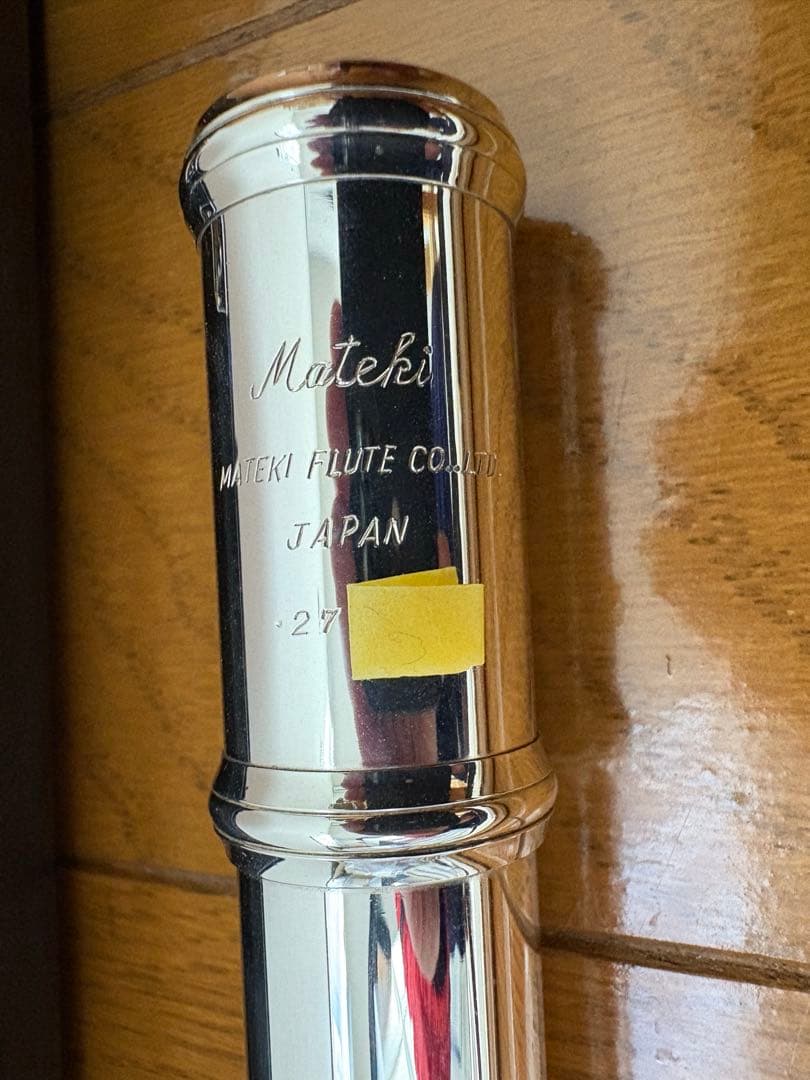 Mateki
MATEKI FLUTE CO.,LTD.
JAPAN
27